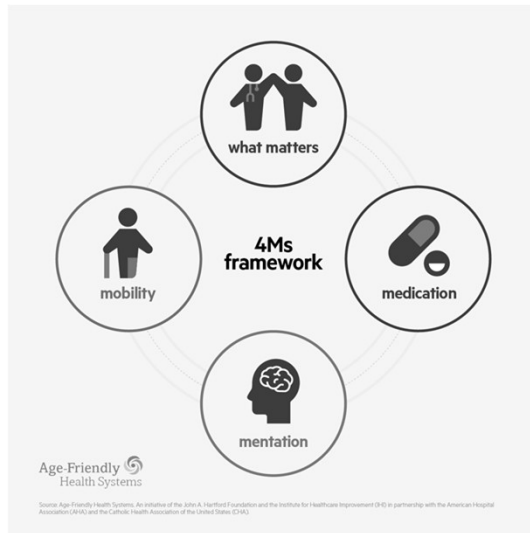 what matters
4Ms
framework
mobility
medication
mentation
Age-Friendly
Health Systems
Source: Age-Friendly Health Systems. An initiative of the John A. Hartford Foundation and the Institute for Healthcare Improvement (IHI) in partnership with the American Hospital
Association (AHA) and the Catholic Health Association of the United States (CHA).